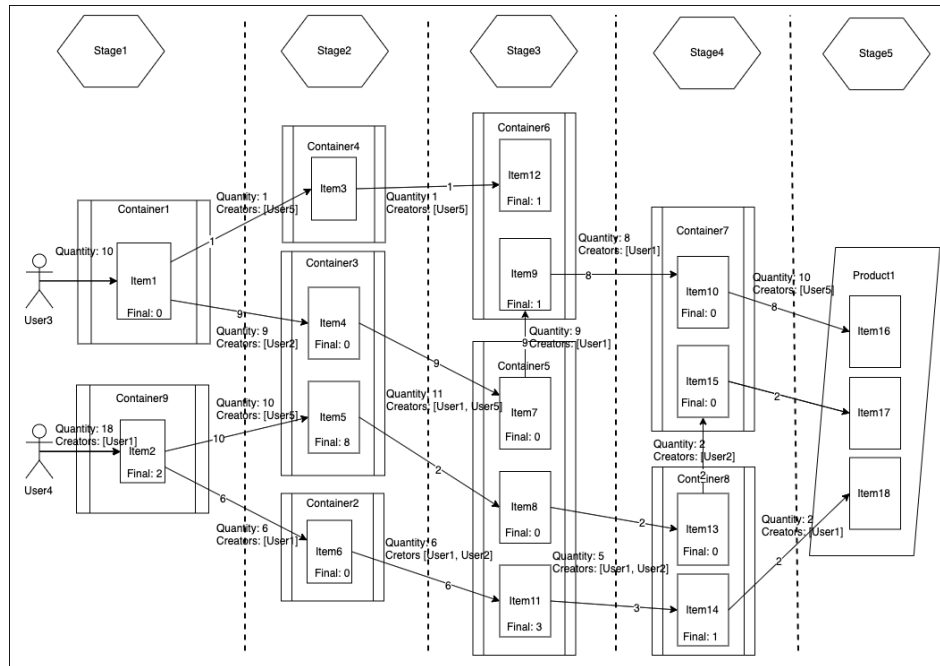 Stage1
Stage2
Stage3
Stage4
Stage5
Container1
Quantity: 10
Item1
Final: 0
User3
Container9
Quantity: 18
Creators: [User1]
Item2
Final: 2
User4
Quantity: 1
Creators: [User5]
1
9
Quantity: 9
Creators: [User2]
Quantity: 10
Creators: [User5]
10
6
Quantity: 6
Creators: [User1]
Container4
Item3
Container3
Item4
Final: 0
Item5
Final: 8
Container2
Item6
Final: 0
1
Quantity: 1
Creators: [User5]
9
Quantity: 11
Creators: [User1, User5]
2
Quantity: 6
Cretors [User1, User2]
6
Container6
Item12
Final: 1
Item9
Final: 1
9
Quantity: 9
Creators: [User1]
Container5
Item7
Final: 0
Item8
Final: 0
Item11
Final: 3
Quantity: 8
Creators: [User1]
8
2
Quantity: 5
Creators: [User1, User2]
3
Container7
Item10
Final: 0
Item15
Final: 0
Quantity: 2
Creators: [User2]
2
Container8
Item13
Final: 0
Item14
Final: 1
Quantity: 10
Creators: [User5]
8
2
Quantity: 2
Creators: [User1]
2
Product1
Item16
Item17
Item18